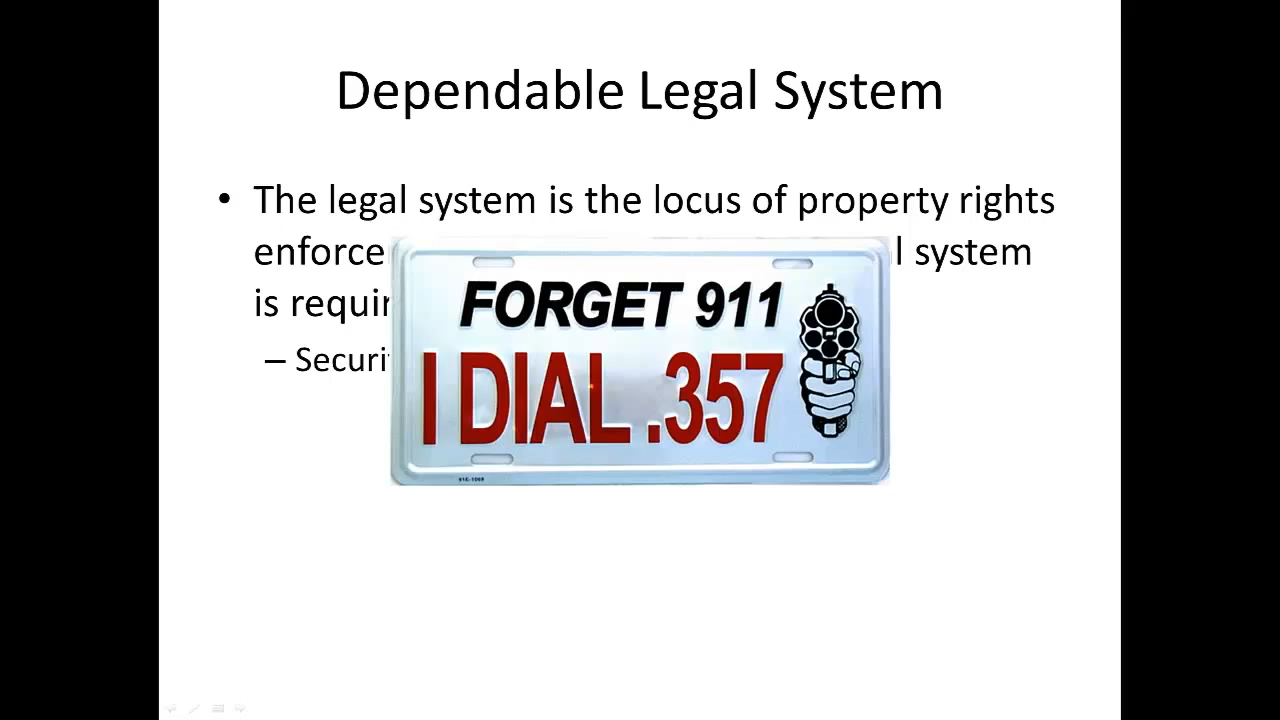 Dependable Legal System
• The legal system is the locus of property rights
enforce l system
is requir
– Securi
FORGET 911
I DIAL .357